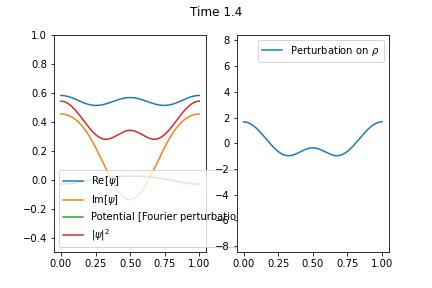 Time 1.4
1.0
0.8
0.6
0.4
0.2
0.0
−0.2
−0.4
0.00 0.25 0.50 0.75 1.00
Re[ψ]
Im[ψ]
Potential [Fourier perturbatio
|ψ|²
8
6
4
2
0
−2
−4
−6
−8
0.00 0.25 0.50 0.75 1.00
Perturbation on ρ